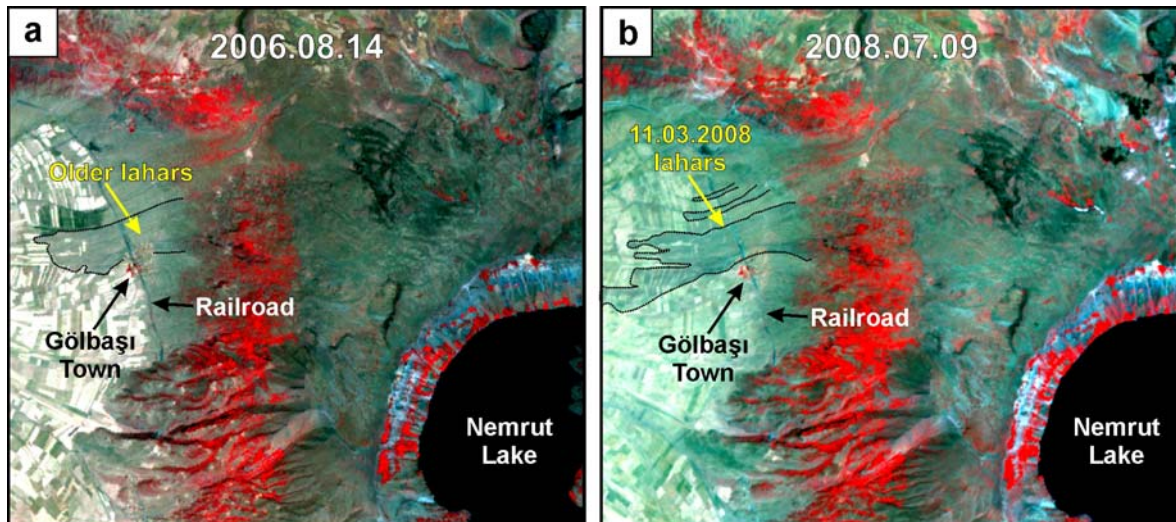 a
2006.08.14
Older lahars
Railroad
Gölbaşı
Town
Nemrut
Lake
b
2008.07.09
11.03.2008
lahars
Railroad
Gölbaşı
Town
Nemrut
Lake